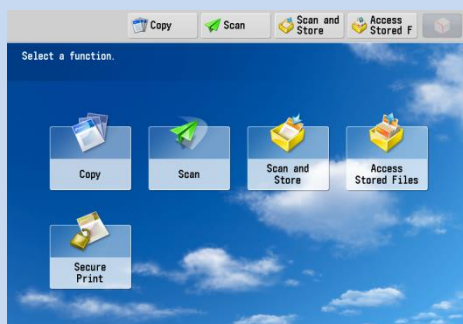 Copy
Scan
Scan and
Store
Access
Stored F
Select a function.
Copy
Scan
Scan and
Store
Access
Stored Files
Secure
Print